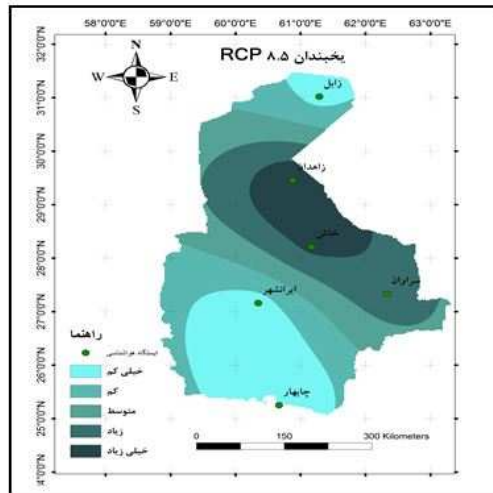 58°0'0"E 60°0'0"E 61°0'0"E 62°0'0"E 63°0'0"E
یخبندان RCP ۸.۵
N
W E
S
زابل
زاهدان
خاش
سراوان
ایرانشهر
چابهار
32°0'0"N
31°0'0"N
30°0'0"N
29°0'0"N
28°0'0"N
27°0'0"N
26°0'0"N
25°0'0"N
راهنما
ایستگاه هواشناسی
خیلی کم
کم
متوسط
زیاد
خیلی زیاد
0 150 300 Kilometers